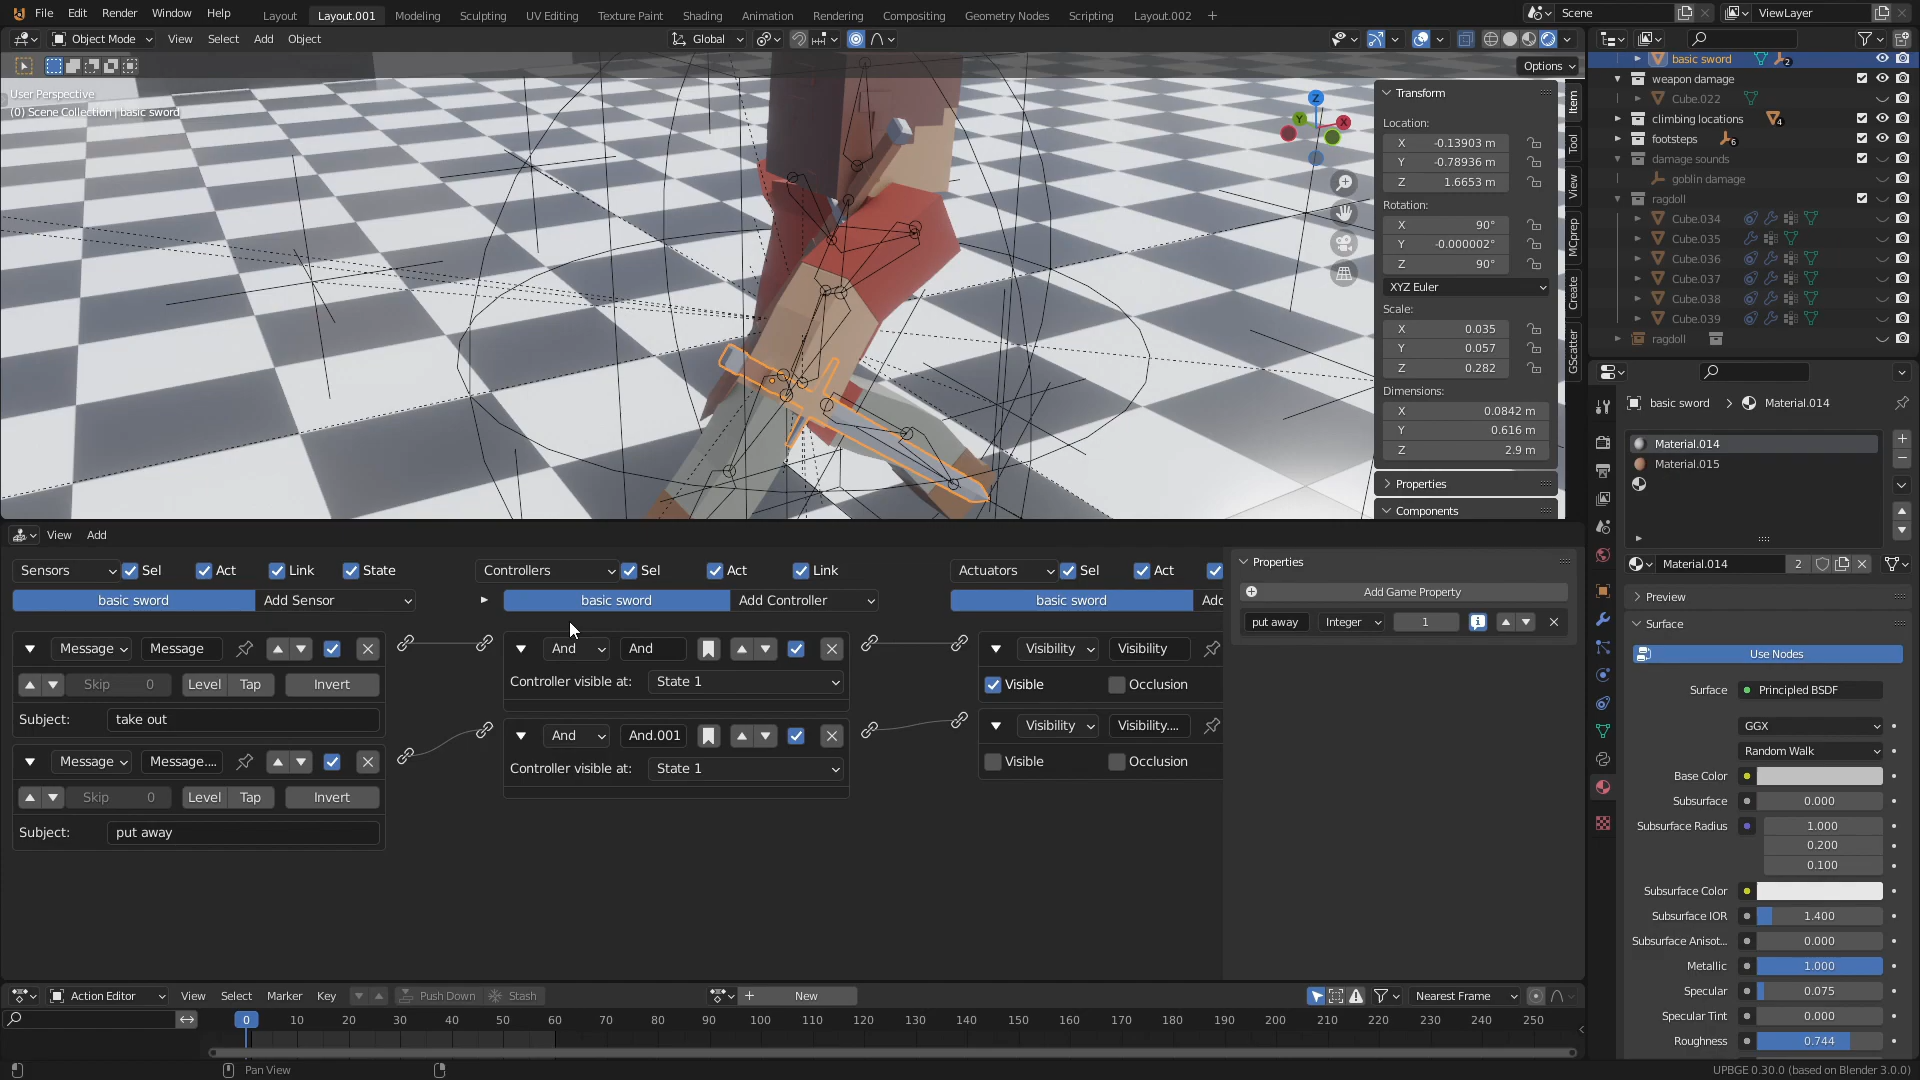 File Edit Render Window Help Layout Layout.001 Modeling Sculpting UV Editing Texture Paint Shading Animation Rendering Compositing Geometry Nodes Scripting Layout.002 + Scene ViewLayer
Object Mode View Select Add Object Global
Options
User Perspective
(0) Scene Collection | basic sword
Z
Y
X
Transform
Location:
X -0.13903 m
Y -0.78936 m
Z 1.6653 m
Rotation:
X 90°
Y -0.000002°
Z 90°
XYZ Euler
Scale:
X 0.035
Y 0.057
Z 0.282
Dimensions:
X 0.0842 m
Y 0.616 m
Z 2.9 m
Properties
Components
Item
Tool
View
MCprep
Create
GScatter
basic sword 2
weapon damage
Cube.022
climbing locations 4
footsteps 6
damage sounds
goblin damage
ragdoll
Cube.034
Cube.035
Cube.036
Cube.037
Cube.038
Cube.039
ragdoll
basic sword > Material.014
Material.014
Material.015
Material.014 2
Preview
Surface
Use Nodes
Surface Principled BSDF
GGX
Random Walk
Base Color
Subsurface 0.000
Subsurface Radius 1.000
0.200
0.100
Subsurface Color
Subsurface IOR 1.400
Subsurface Anisot... 0.000
Metallic 1.000
Specular 0.075
Specular Tint 0.000
Roughness 0.744
View Add
Sensors Sel Act Link State Controllers Sel Act Link Actuators Sel Act
basic sword Add Sensor basic sword Add Controller basic sword Add
Message Message And And Visibility Visibility
Skip 0 Level Tap Invert Controller visible at: State 1 Visible Occlusion
Subject: take out
Message Message.... And And.001 Visibility Visibility....
Skip 0 Level Tap Invert Controller visible at: State 1 Visible Occlusion
Subject: put away
Properties
Add Game Property
put away Integer 1
Action Editor View Select Marker Key Push Down Stash New Nearest Frame
0 10 20 30 40 50 60 70 80 90 100 110 120 130 140 150 160 170 180 190 200 210 220 230 240 250
Pan View UPBGE 0.30.0 (based on Blender 3.0.0)